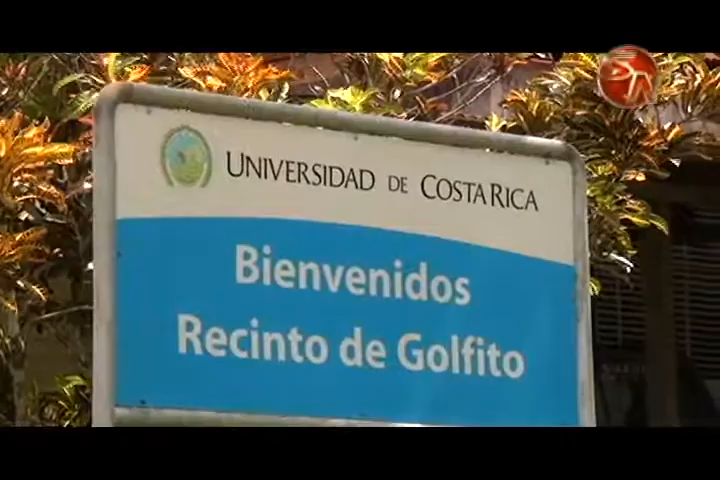 UNIVERSIDAD DE COSTA RICA
Bienvenidos
Recinto de Golfito